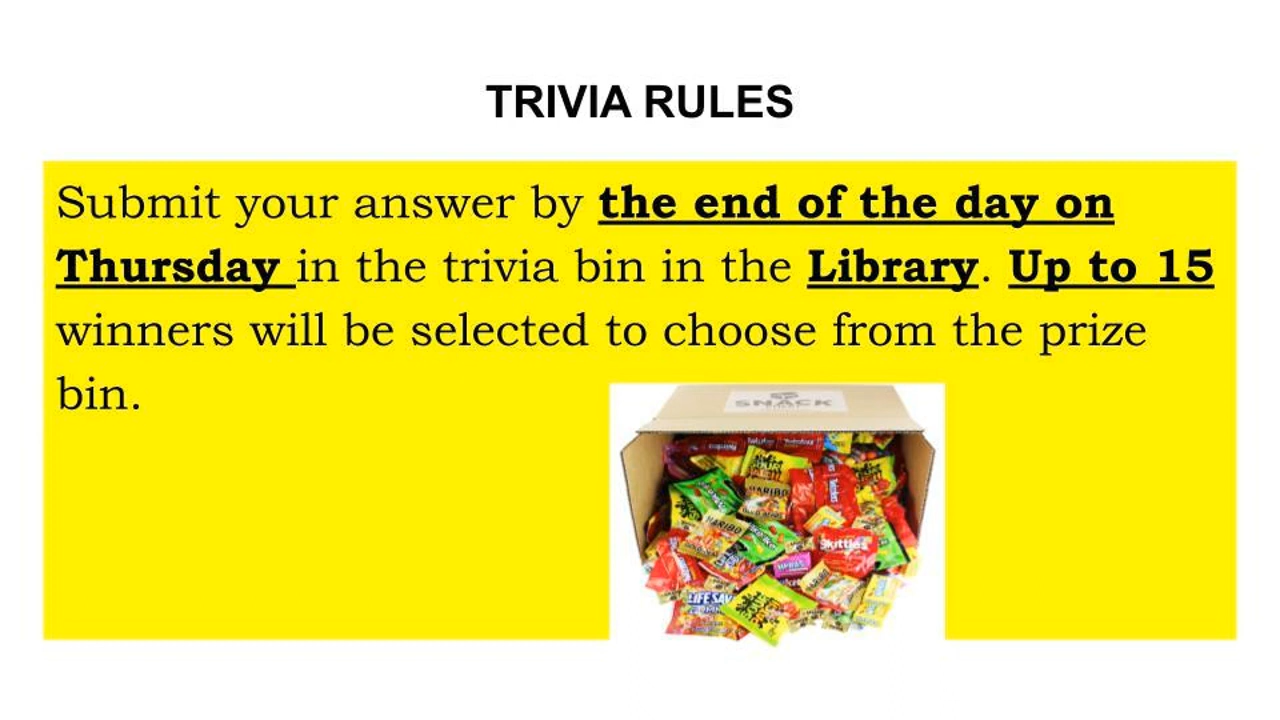 TRIVIA RULES
Submit your answer by the end of the day on
Thursday in the trivia bin in the Library. Up to 15
winners will be selected to choose from the prize
bin.
SNACK
HARIBO
HARIBO
Skittles
HARIBO
LIFE SAV